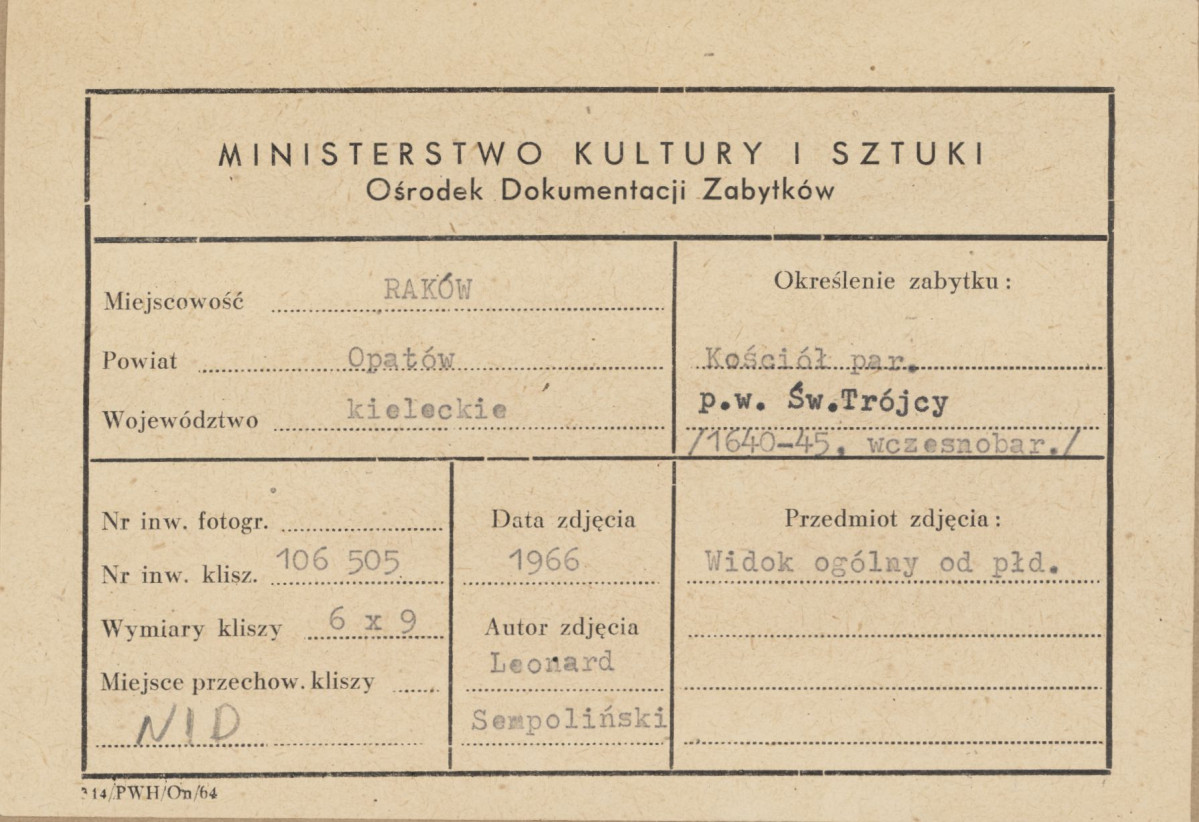 MINISTERSTWO KULTURY I SZTUKI
Ośrodek Dokumentacji Zabytków
Miejscowość RAKÓW
Powiat Opatów
Województwo kieleckie
Określenie zabytku:
Kościół par.
p.w. Św.Trójcy
/1640-45, wczesnobar./
Nr inw. fotogr.
Nr inw. klisz. 106 505
Wymiary kliszy 6 x 9
Miejsce przechow. kliszy
NID
Data zdjęcia
1966
Autor zdjęcia
Leonard
Sempoliński
Przedmiot zdjęcia:
Widok ogólny od płd.
14/PWH/On/64